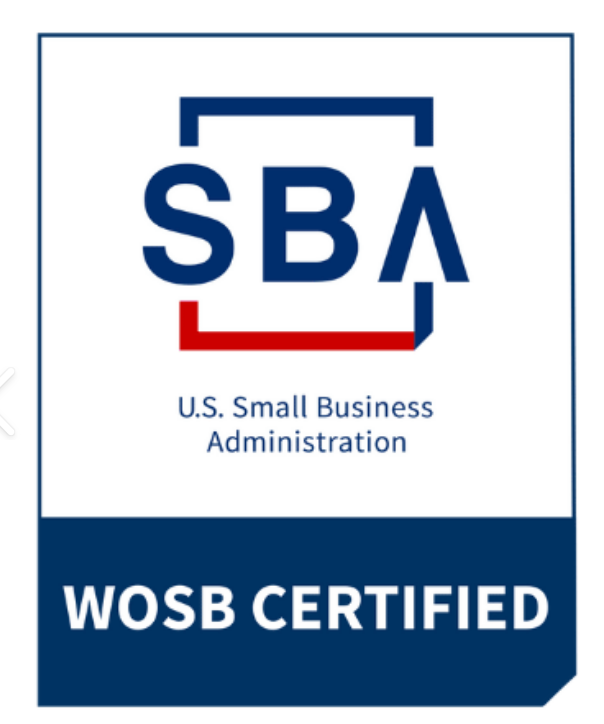 SBA
U.S. Small Business
Administration
WOSB CERTIFIED